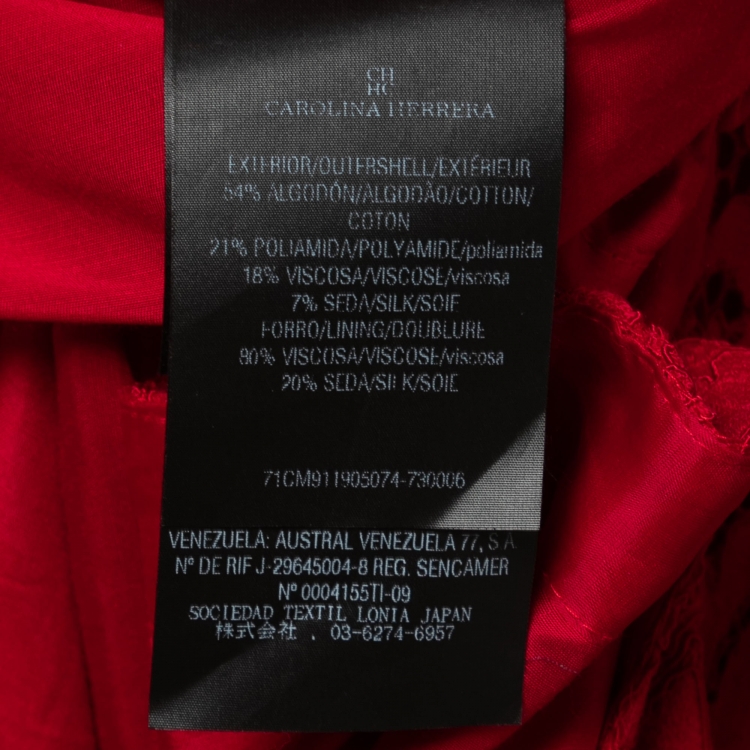 CH
HC
CAROLINA HERRERA
EXTERIOR/OUTERSHELL/EXTÉRIEUR
54% ALGODÓN/ALGODÃO/COTTON/
COTON
21% POLIAMIDA/POLYAMIDE/poliamida
18% VISCOSA/VISCOSE/viscosa
7% SEDA/SILK/SOIE
FORRO/LINING/DOUBLURE
80% VISCOSA/VISCOSE/viscosa
20% SEDA/SILK/SOIE
71CM911905074-730006
VENEZUELA: AUSTRAL VENEZUELA 77, S.A.
Nº DE RIF J-29645004-8 REG. SENCAMER
Nº 0004155TI-09
SOCIEDAD TEXTIL LONIA JAPAN
株式会社 . 03-6274-6957